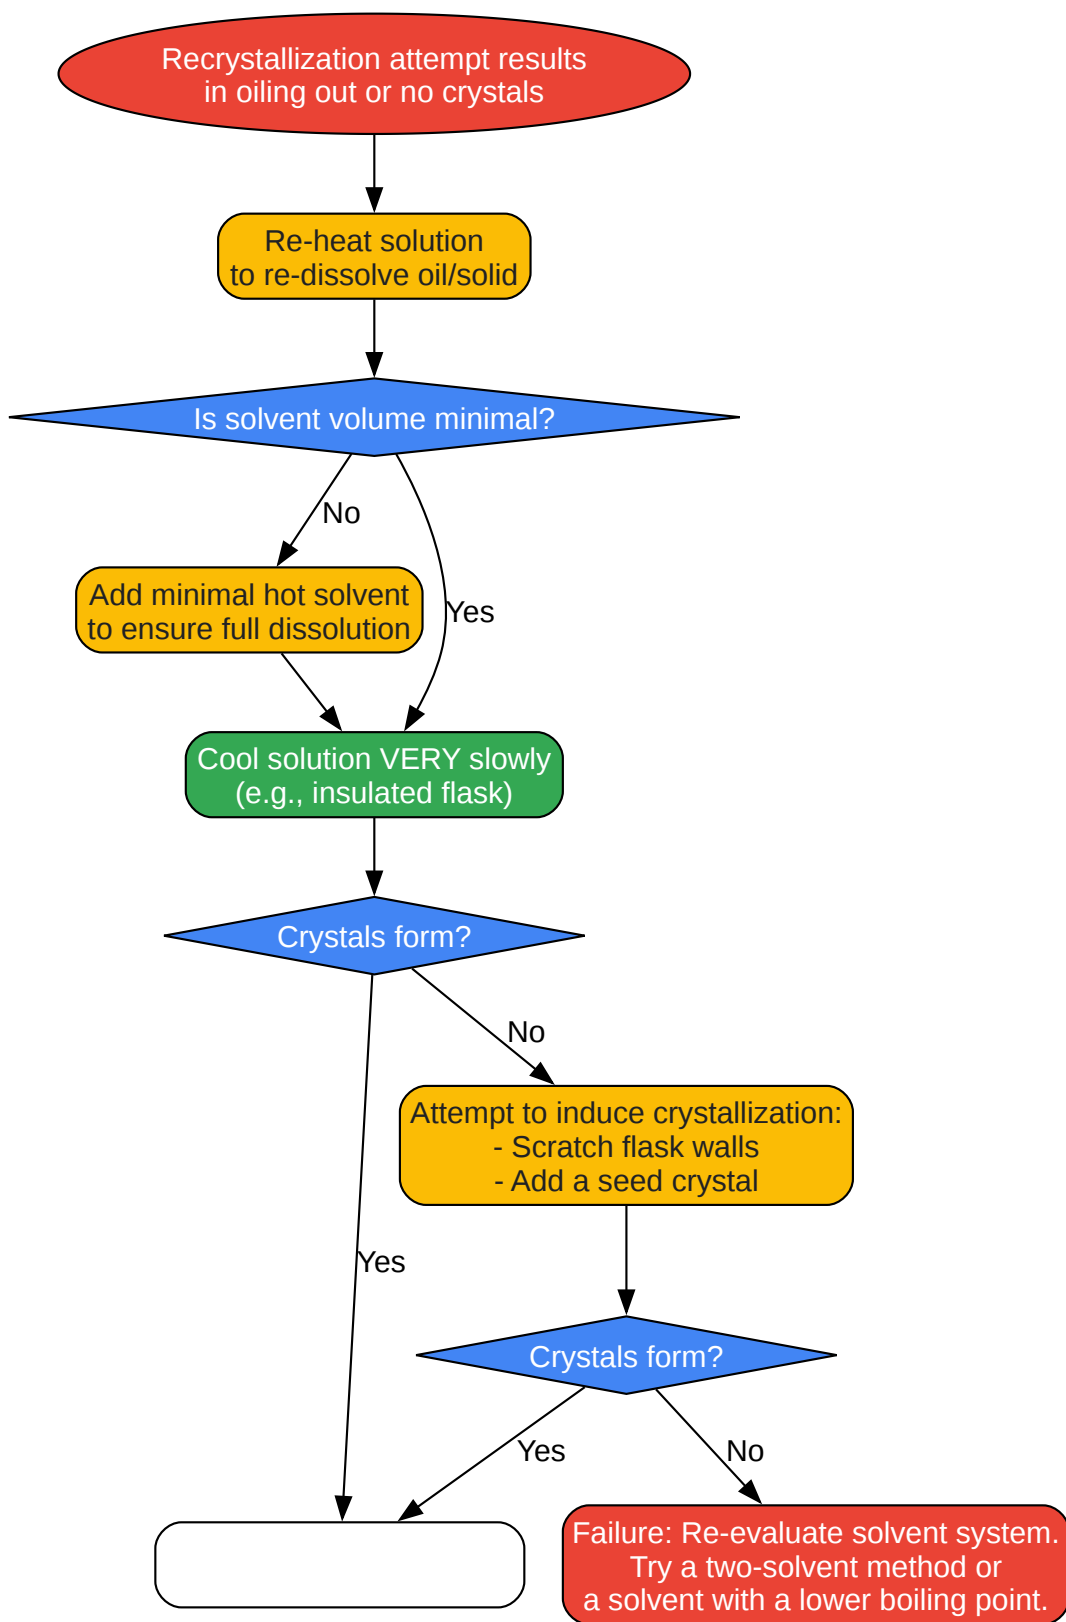 Recrystallization attempt results
in oiling out or no crystals
Re-heat solution
to re-dissolve oil/solid
Is solvent volume minimal?
No
Add minimal hot solvent
to ensure full dissolution
Yes
Cool solution VERY slowly
(e.g., insulated flask)
Crystals form?
No
Attempt to induce crystallization:
- Scratch flask walls
- Add a seed crystal
Yes
Crystals form?
Yes
No
Failure: Re-evaluate solvent system.
Try a two-solvent method or
a solvent with a lower boiling point.